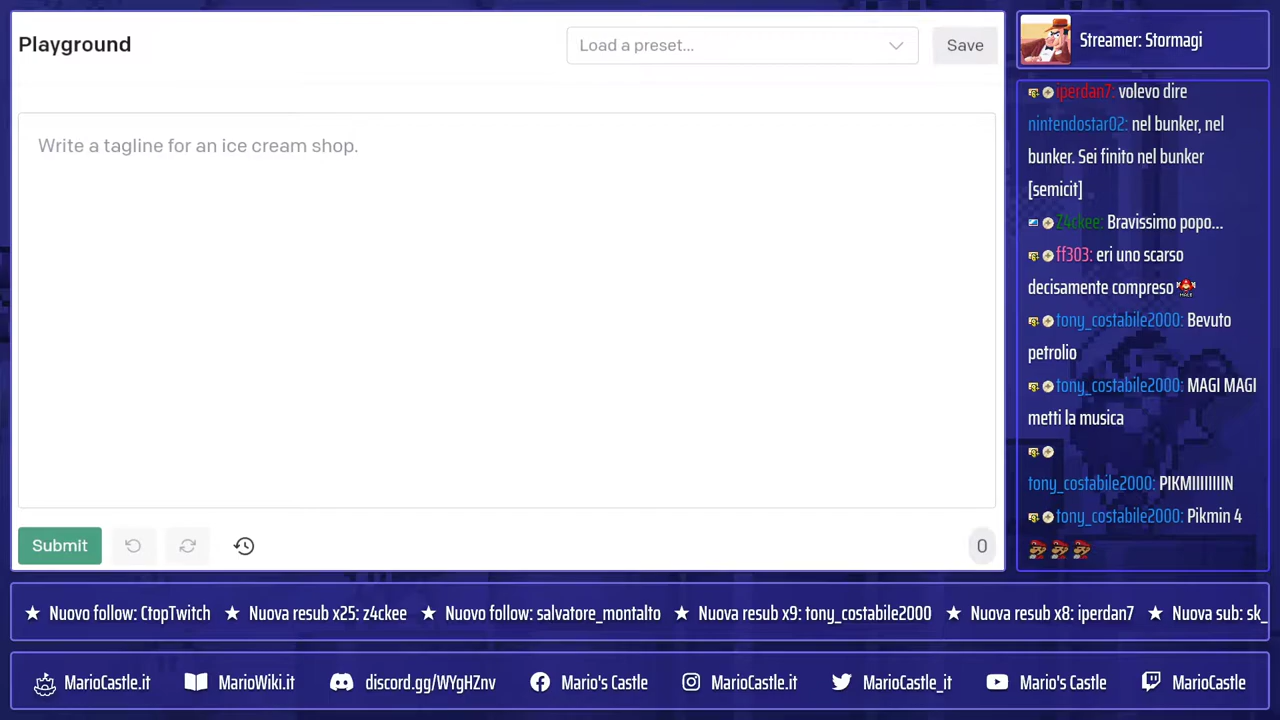 Playground
Load a preset...
Save
Write a tagline for an ice cream shop.
Submit
0
Streamer: Stormagi
iperdan7: volevo dire
nintendostar02: nel bunker, nel
bunker. Sei finito nel bunker
[semicit]
Z4ckee: Bravissimo popo...
ff303: eri uno scarso
decisamente compreso
tony_costabile2000: Bevuto
petrolio
tony_costabile2000: MAGI MAGI
metti la musica
tony_costabile2000: PIKMIIIIIIIN
tony_costabile2000: Pikmin 4
★ Nuovo follow: CtopTwitch ★ Nuova resub x25: z4ckee ★ Nuovo follow: salvatore_montalto ★ Nuova resub x9: tony_costabile2000 ★ Nuova resub x8: iperdan7 ★ Nuova sub: sk_
MarioCastle.it MarioWiki.it discord.gg/WYgHZnv Mario's Castle MarioCastle.it MarioCastle_it Mario's Castle MarioCastle